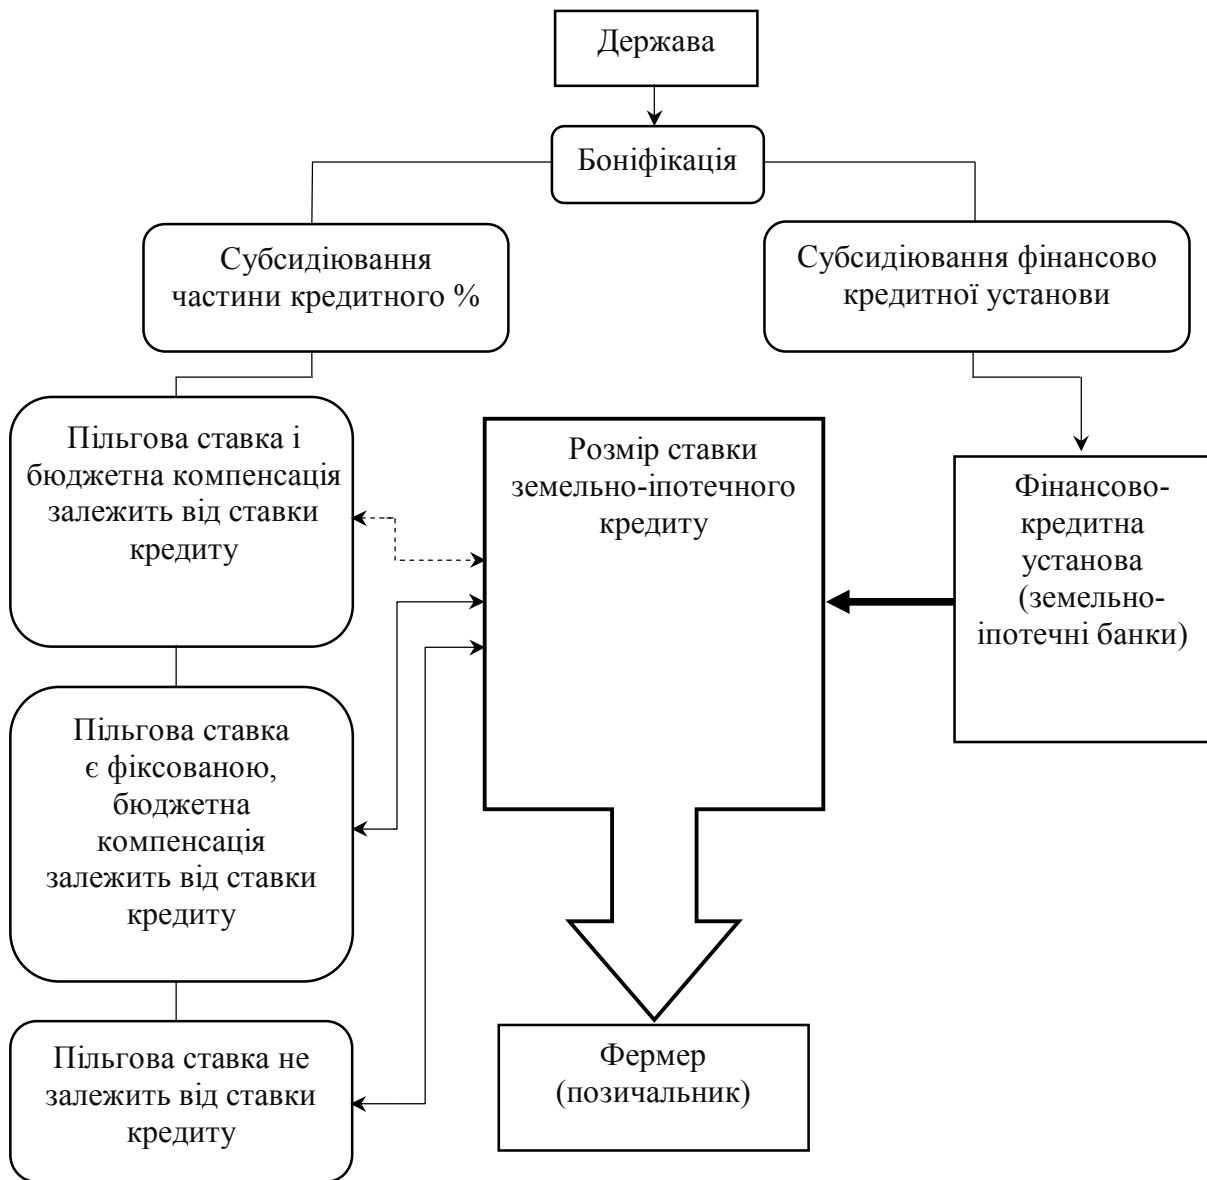 Держава
Боніфікація
Субсидіювання
частини кредитного %
Субсидіювання фінансово
кредитної установи
Пільгова ставка і
бюджетна компенсація
залежить від ставки
кредиту
Розмір ставки
земельно-іпотечного
кредиту
Фінансово-
кредитна
установа
(земельно-
іпотечні банки)
Пільгова ставка
є фіксованою,
бюджетна
компенсація
залежить від ставки
кредиту
Пільгова ставка не
залежить від ставки
кредиту
Фермер
(позичальник)